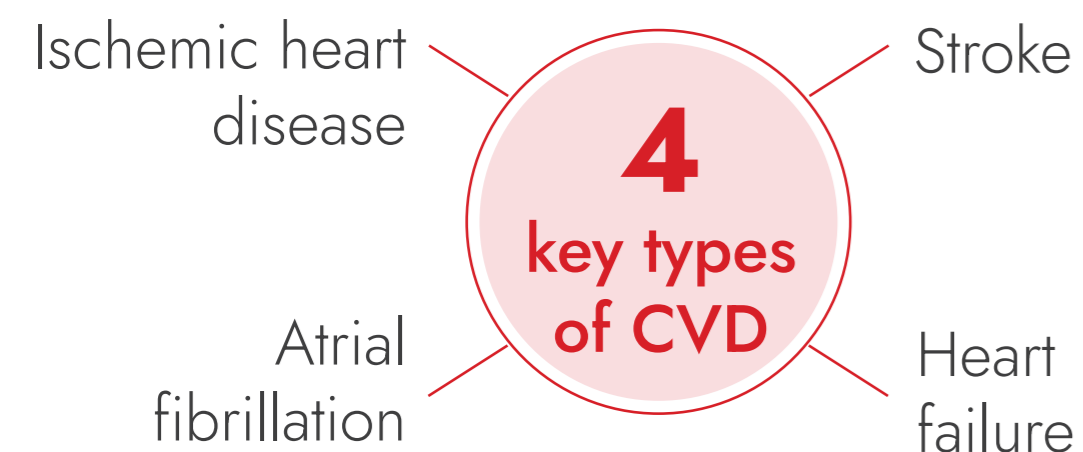 Ischemic heart
disease
Stroke
4
key types
of CVD
Atrial
fibrillation
Heart
failure